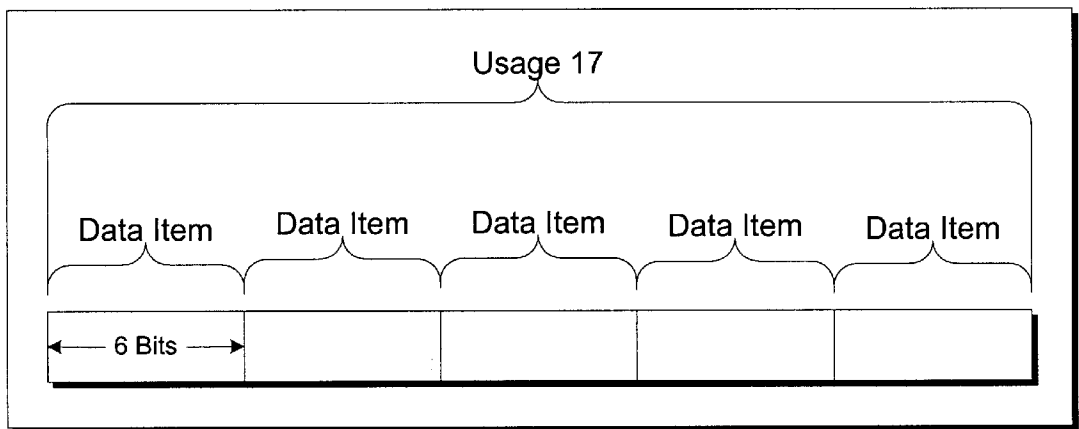 Usage 17
Data Item Data Item Data Item Data Item Data Item
6 Bits